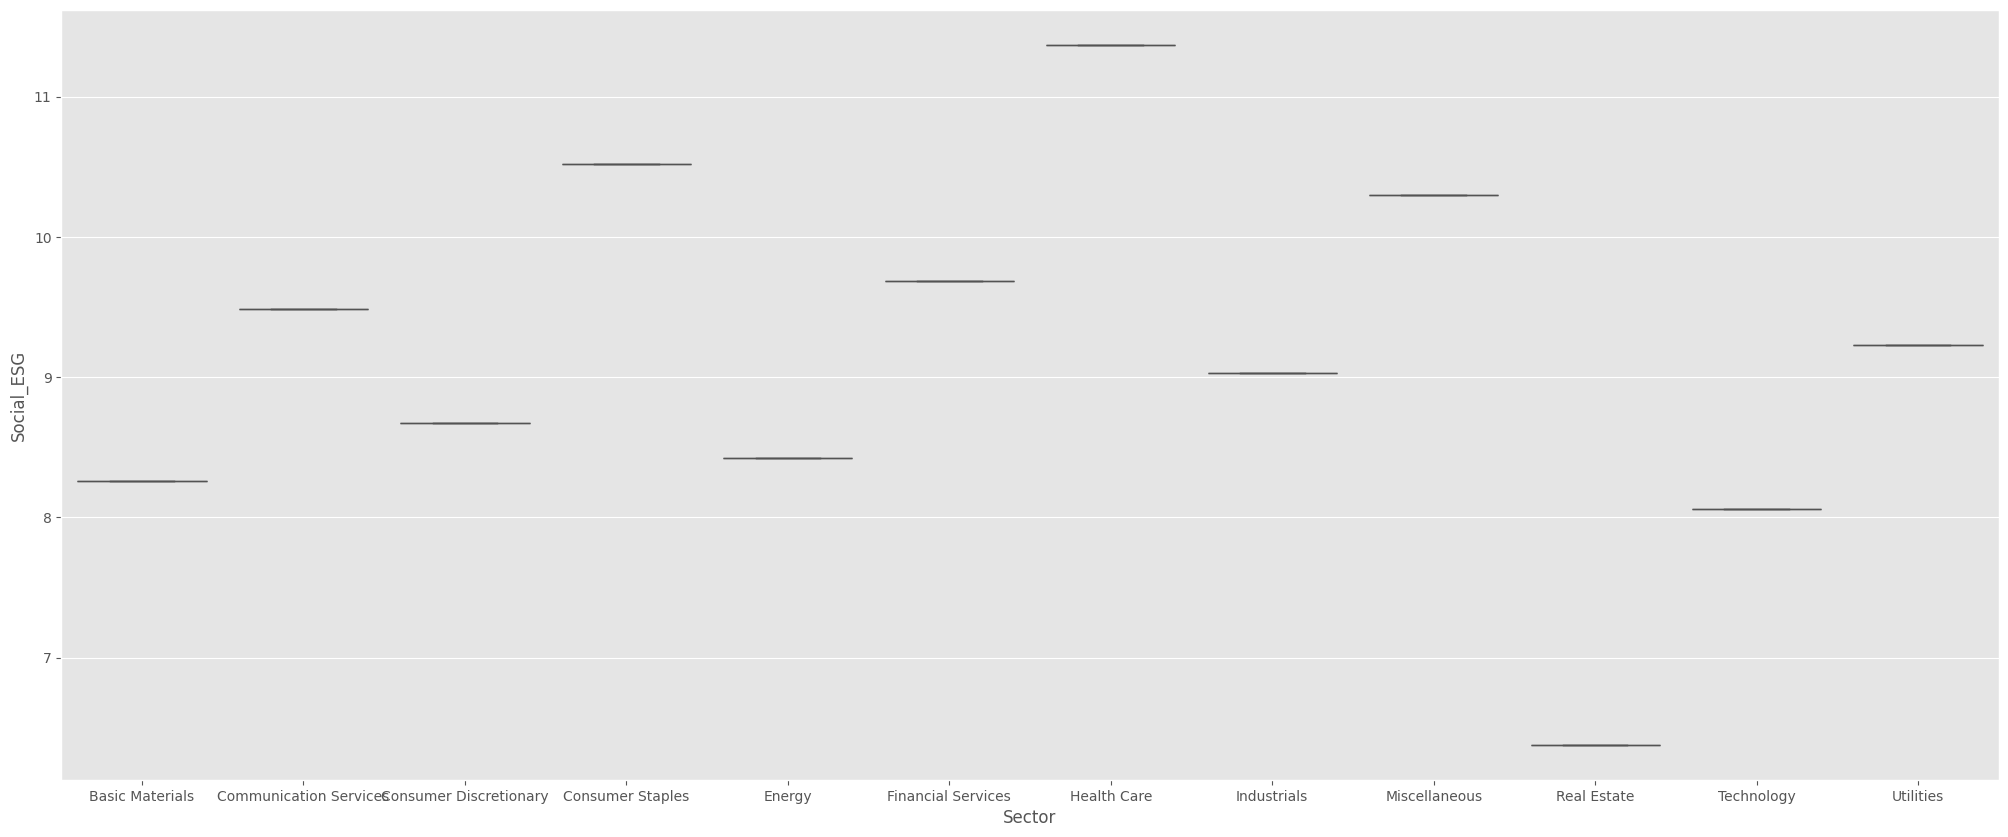 11
10
9
8
7
Social_ESG
Basic Materials Communication Services Consumer Discretionary Consumer Staples Energy Financial Services Health Care Industrials Miscellaneous Real Estate Technology Utilities
Sector